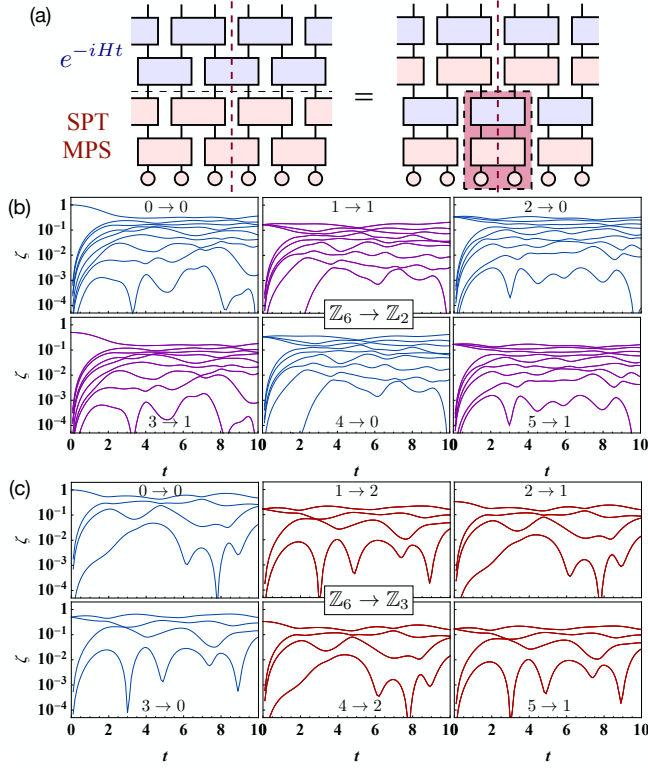 (a)
e^{-iHt}
SPT
MPS
=
(b)
0 → 0
1 → 1
2 → 0
1
10^{-1}
10^{-2}
10^{-3}
10^{-4}
ζ
ℤ_6 → ℤ_2
1
10^{-1}
10^{-2}
10^{-3}
10^{-4}
ζ
3 → 1
4 → 0
5 → 1
0 2 4 6 8 10 0 2 4 6 8 10 0 2 4 6 8 10
t
t
t
(c)
0 → 0
1 → 2
2 → 1
1
10^{-1}
10^{-2}
10^{-3}
10^{-4}
ζ
ℤ_6 → ℤ_3
1
10^{-1}
10^{-2}
10^{-3}
10^{-4}
ζ
3 → 0
4 → 2
5 → 1
0 2 4 6 8 10 0 2 4 6 8 10 0 2 4 6 8 10
t
t
t